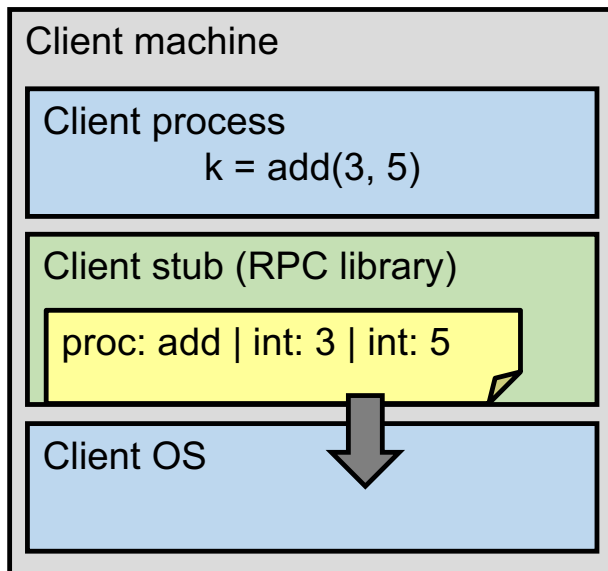 Client machine
Client process
k = add(3, 5)
Client stub (RPC library)
proc: add | int: 3 | int: 5
Client OS